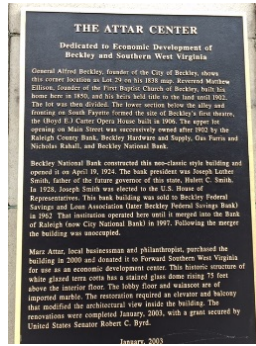 THE ATTAR CENTER
Dedicated to Economic Development of
Beckley and Southern West Virginia
General Alfred Beckley, founder of the City of Beckley, shows
this corner location as Lot 29 on his 1838 map. Reverend Matthew
Ellison, founder of the First Baptist Church of Beckley, built his
home here in 1850, and his heirs held title to the land until 1902.
The lot was then divided. The lower section below the alley and
fronting on South Fayette formed the site of Beckley's first theatre,
the (Boyd E.) Carter Opera House built in 1906. The upper lot
opening on Main Street was successively owned after 1902 by the
Raleigh County Bank, Beckley Hardware and Supply, Gus Farris and
Nicholas Rahall, and Beckley National Bank.
Beckley National Bank constructed this neo-classic style building and
opened it on April 19, 1924. The bank president was Joseph Luther
Smith, father of the future governor of this state, Hulett C. Smith.
In 1928, Joseph Smith was elected to the U.S. House of
Representatives. This bank building was sold to Beckley Federal
Savings and Loan Association (later Beckley Federal Savings Bank)
in 1962 That institution operated here until it merged into the Bank
of Raleigh (now City National Bank) in 1997. Following the merger
the building was unoccupied.
Marz Attar, local businessman and philanthropist, purchased the
building in 2000 and donated it to Forward Southern West Virginia
for use as an economic development center. This historic structure of
white glazed terra cotta has a stained glass dome rising 75 feet
above the interior floor. The lobby floor and wainscot are of
imported marble. The restoration required an elevator and balcony
that modified the architectural view inside the building. The
renovations were completed January, 2003, with a grant secured by
United States Senator Robert C. Byrd.
January, 2003